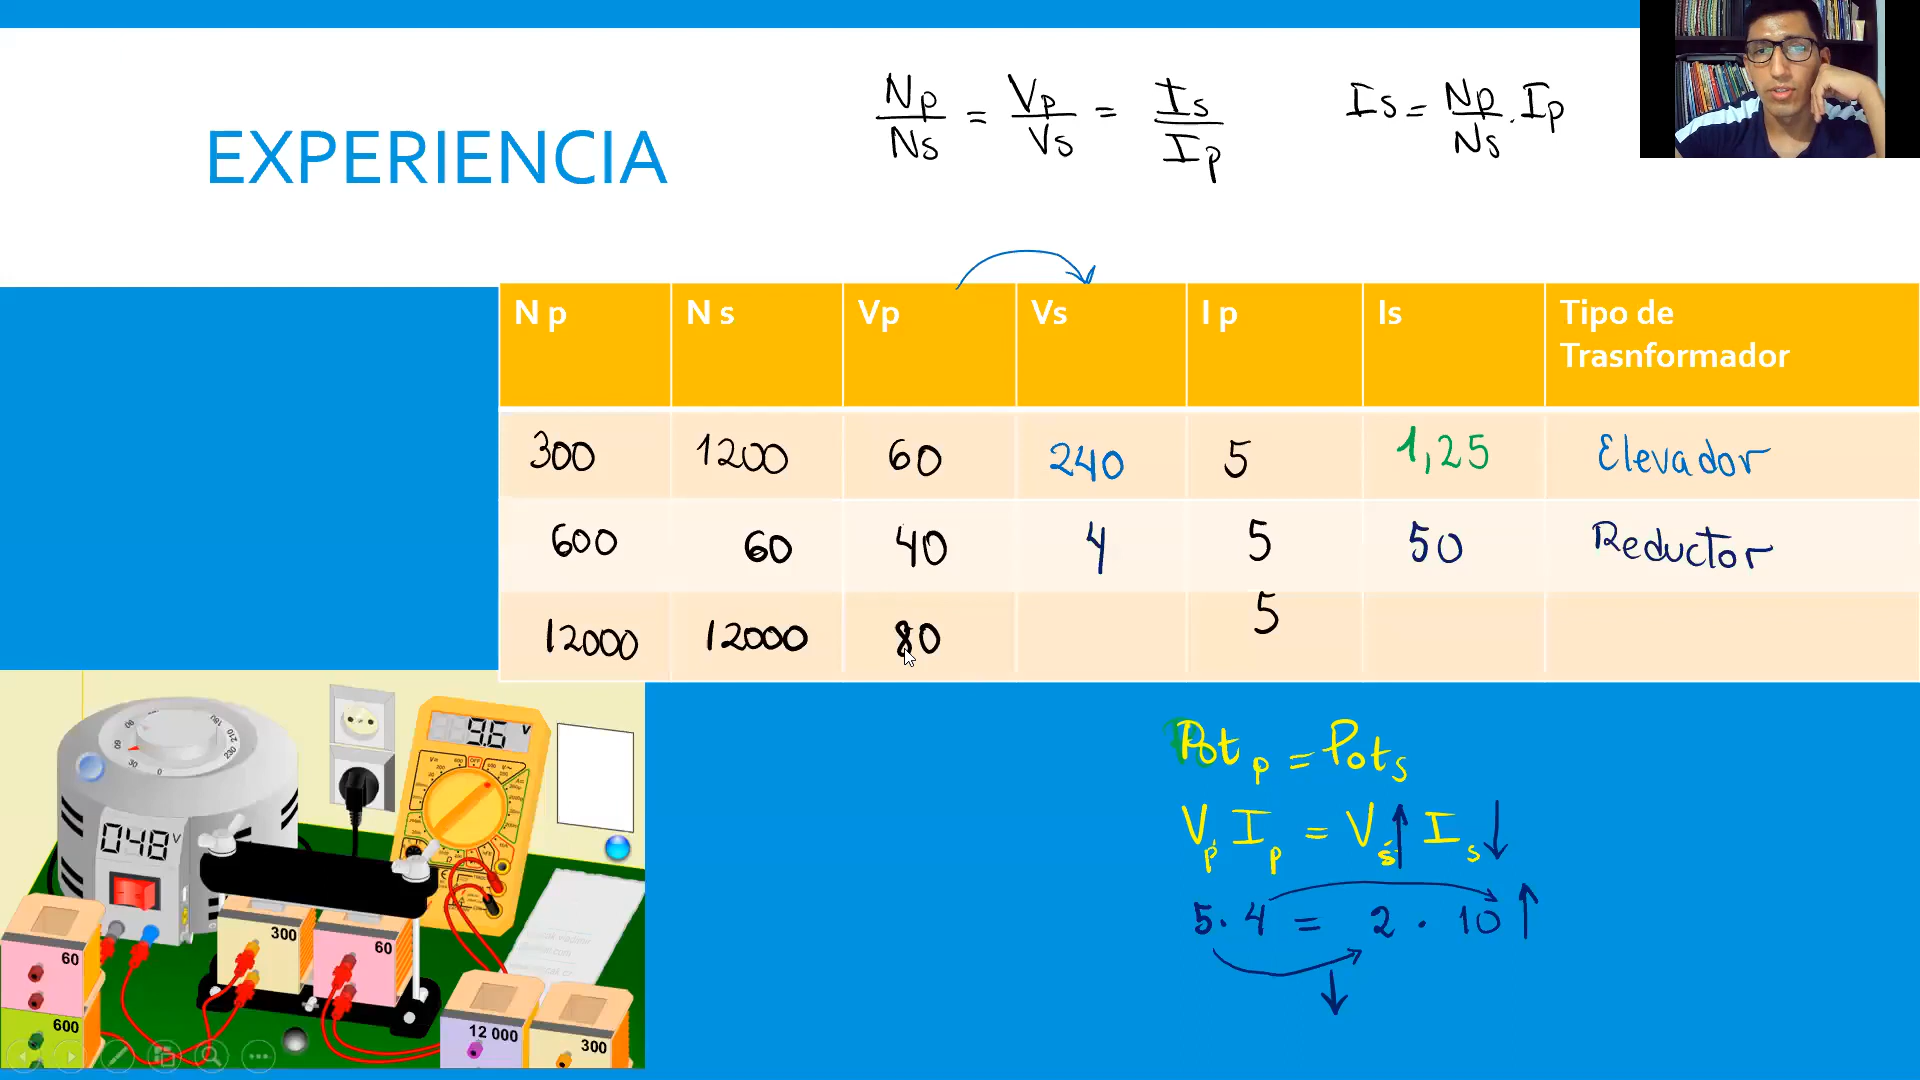 EXPERIENCIA
Np/Ns = Vp/Vs = Is/Ip
Is = Np/Ns . Ip
N p N s Vp Vs I p Is Tipo de Trasnformador
300 1200 60 240 5 1,25 Elevador
600 60 40 4 5 50 Reductor
12000 12000 80 5
Pot p = Pot s
Vp Ip = Vs ↑ Is ↓
5 . 4 = 2 . 10 ↑
↓
9.6 V
048 V
300
60
60
600
12 000
300